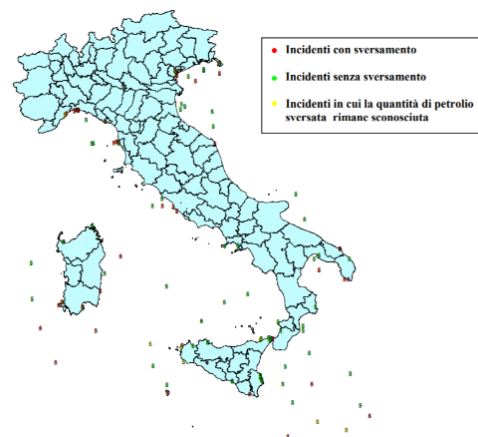 Incidenti con sversamento
Incidenti senza sversamento
Incidenti in cui la quantità di petrolio
sversata rimane sconosciuta